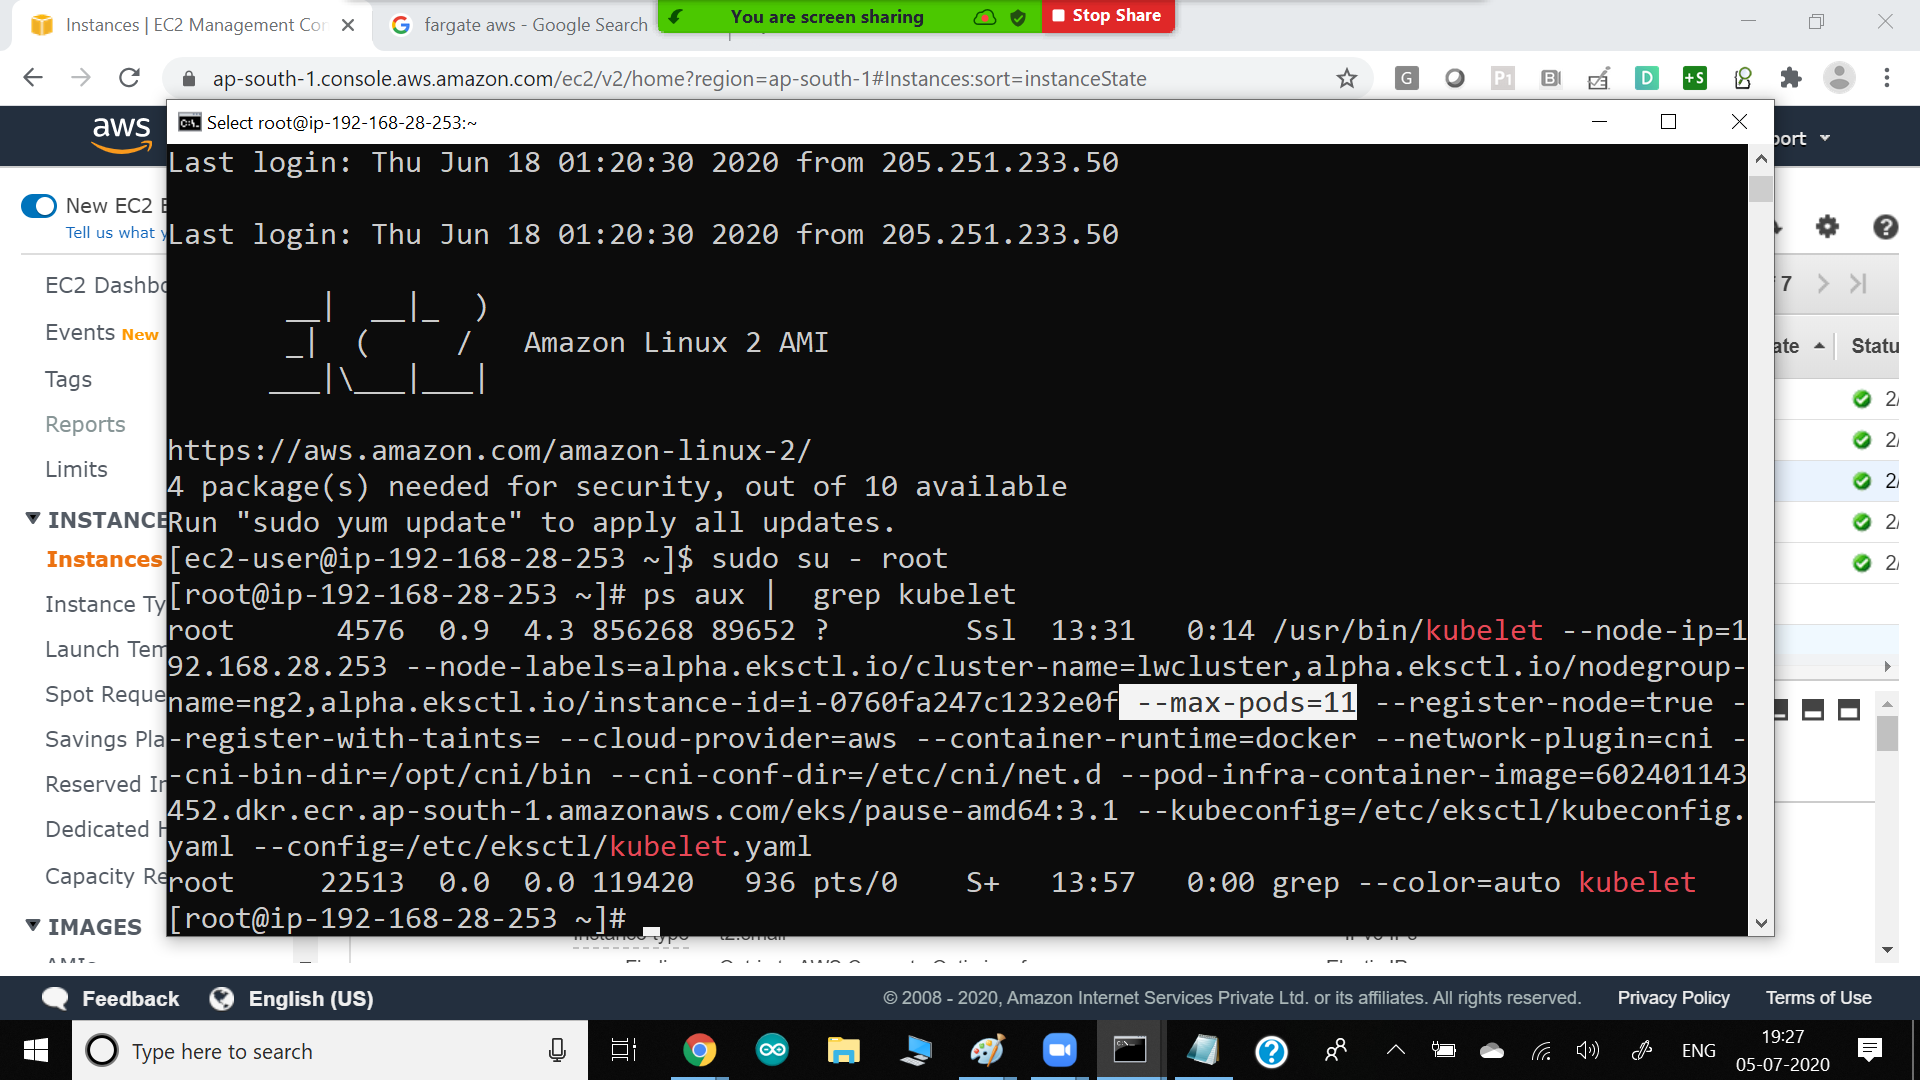 Instances | EC2 Management Con
fargate aws - Google Search
You are screen sharing
Stop Share
ap-south-1.console.aws.amazon.com/ec2/v2/home?region=ap-south-1#Instances:sort=instanceState
aws
port
Select root@ip-192-168-28-253:~
Last login: Thu Jun 18 01:20:30 2020 from 205.251.233.50
Last login: Thu Jun 18 01:20:30 2020 from 205.251.233.50
__|  __|_  )
_|  (     /   Amazon Linux 2 AMI
___|\___|___|
https://aws.amazon.com/amazon-linux-2/
4 package(s) needed for security, out of 10 available
Run "sudo yum update" to apply all updates.
[ec2-user@ip-192-168-28-253 ~]$ sudo su - root
[root@ip-192-168-28-253 ~]# ps aux |  grep kubelet
root      4576  0.9  4.3 856268 89652 ?        Ssl  13:31   0:14 /usr/bin/kubelet --node-ip=1
92.168.28.253 --node-labels=alpha.eksctl.io/cluster-name=lwcluster,alpha.eksctl.io/nodegroup-
name=ng2,alpha.eksctl.io/instance-id=i-0760fa247c1232e0f --max-pods=11 --register-node=true -
-register-with-taints= --cloud-provider=aws --container-runtime=docker --network-plugin=cni -
-cni-bin-dir=/opt/cni/bin --cni-conf-dir=/etc/cni/net.d --pod-infra-container-image=602401143
452.dkr.ecr.ap-south-1.amazonaws.com/eks/pause-amd64:3.1 --kubeconfig=/etc/eksctl/kubeconfig.
yaml --config=/etc/eksctl/kubelet.yaml
root     22513  0.0  0.0 119420   936 pts/0    S+   13:57   0:00 grep --color=auto kubelet
[root@ip-192-168-28-253 ~]#
New EC2 E
Tell us what y
EC2 Dashbo
Events New
Tags
Reports
Limits
INSTANCE
Instances
Instance Ty
Launch Tem
Spot Reque
Savings Pla
Reserved In
Dedicated H
Capacity Re
IMAGES
7
ate
Statu
2/
2/
2/
2/
2/
Feedback
English (US)
© 2008 - 2020, Amazon Internet Services Private Ltd. or its affiliates. All rights reserved.
Privacy Policy
Terms of Use
Type here to search
ENG
19:27
05-07-2020